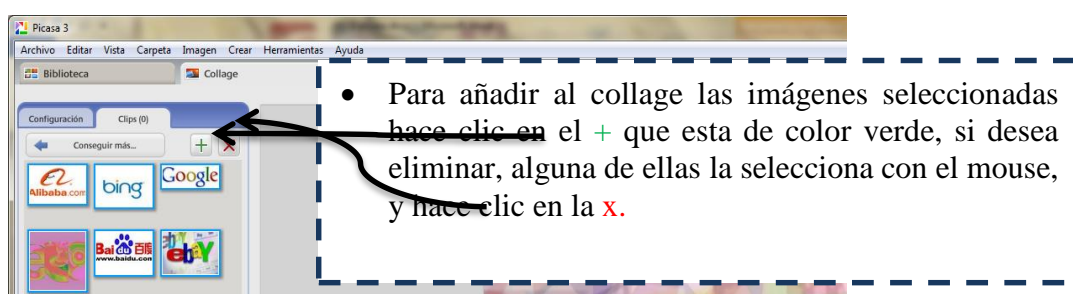 Picasa 3
Archivo Editar Vista Carpeta Imagen Crear Herramientas Ayuda
Biblioteca Collage
Configuración Clips (0)
Conseguir más... + x
Alibaba.com bing Google
Bai du 百度
www.baidu.com
ebY
• Para añadir al collage las imágenes seleccionadas
hace clic en el + que esta de color verde, si desea
eliminar, alguna de ellas la selecciona con el mouse,
y hace clic en la x.